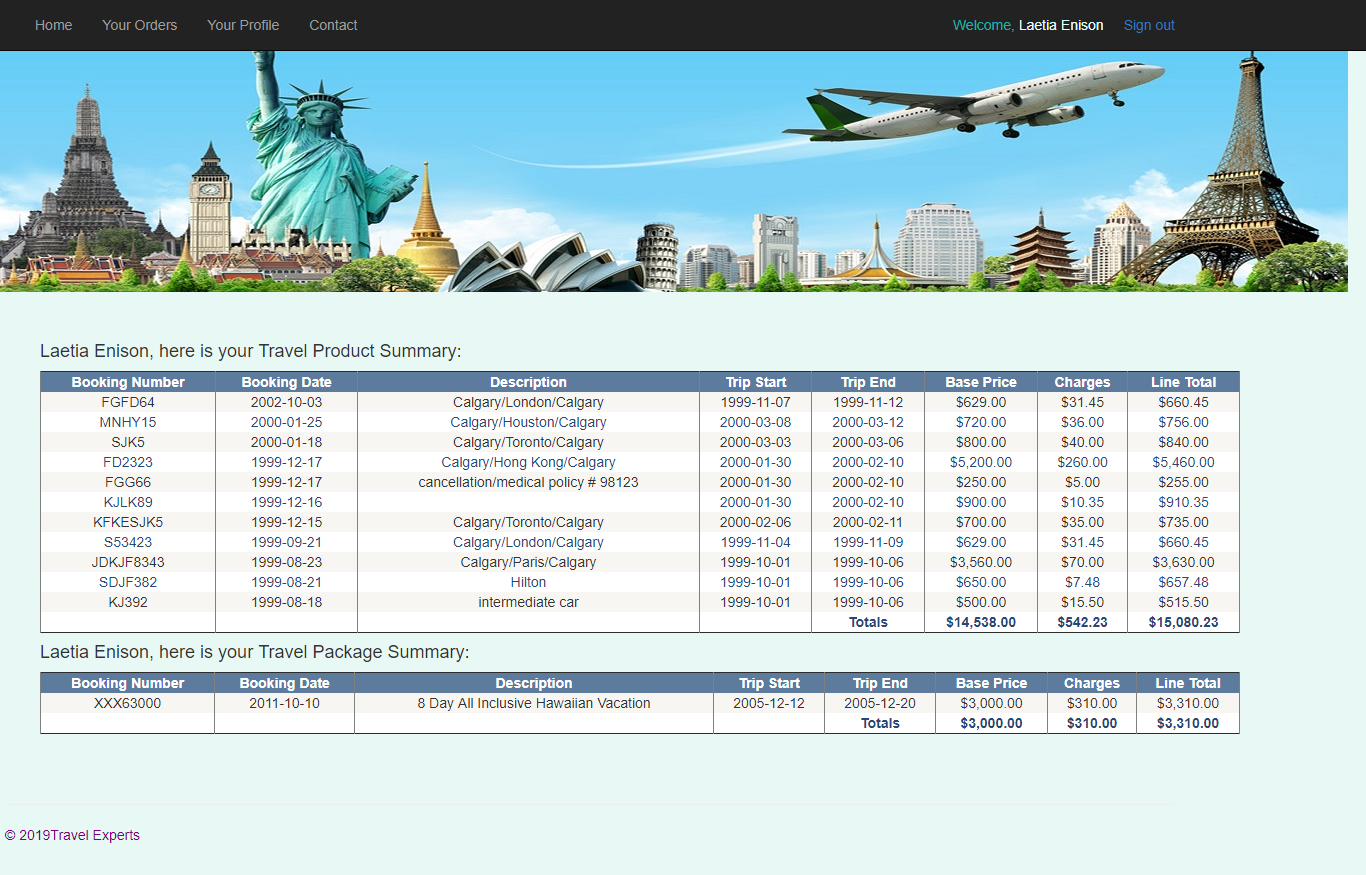 Home Your Orders Your Profile Contact Welcome, Laetia Enison Sign out
Laetia Enison, here is your Travel Product Summary:
Booking Number Booking Date Description Trip Start Trip End Base Price Charges Line Total
FGFD64 2002-10-03 Calgary/London/Calgary 1999-11-07 1999-11-12 $629.00 $31.45 $660.45
MNHY15 2000-01-25 Calgary/Houston/Calgary 2000-03-08 2000-03-12 $720.00 $36.00 $756.00
SJK5 2000-01-18 Calgary/Toronto/Calgary 2000-03-03 2000-03-06 $800.00 $40.00 $840.00
FD2323 1999-12-17 Calgary/Hong Kong/Calgary 2000-01-30 2000-02-10 $5,200.00 $260.00 $5,460.00
FGG66 1999-12-17 cancellation/medical policy # 98123 2000-01-30 2000-02-10 $250.00 $5.00 $255.00
KJLK89 1999-12-16 2000-01-30 2000-02-10 $900.00 $10.35 $910.35
KFKESJK5 1999-12-15 Calgary/Toronto/Calgary 2000-02-06 2000-02-11 $700.00 $35.00 $735.00
S53423 1999-09-21 Calgary/London/Calgary 1999-11-04 1999-11-09 $629.00 $31.45 $660.45
JDKJF8343 1999-08-23 Calgary/Paris/Calgary 1999-10-01 1999-10-06 $3,560.00 $70.00 $3,630.00
SDJF382 1999-08-21 Hilton 1999-10-01 1999-10-06 $650.00 $7.48 $657.48
KJ392 1999-08-18 intermediate car 1999-10-01 1999-10-06 $500.00 $15.50 $515.50
Totals $14,538.00 $542.23 $15,080.23
Laetia Enison, here is your Travel Package Summary:
Booking Number Booking Date Description Trip Start Trip End Base Price Charges Line Total
XXX63000 2011-10-10 8 Day All Inclusive Hawaiian Vacation 2005-12-12 2005-12-20 $3,000.00 $310.00 $3,310.00
Totals $3,000.00 $310.00 $3,310.00
© 2019Travel Experts